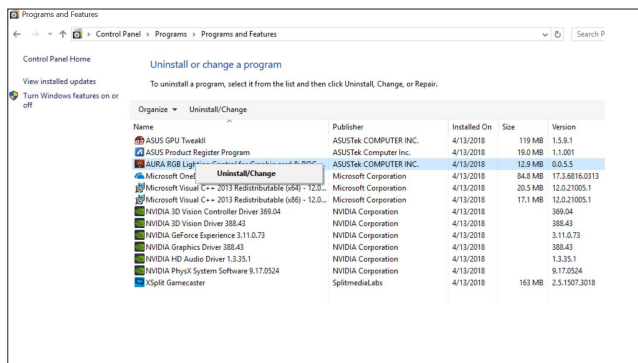 Programs and Features
Control Panel > Programs > Programs and Features
Search P
Control Panel Home
View installed updates
Turn Windows features on or
off
Uninstall or change a program
To uninstall a program, select it from the list and then click Uninstall, Change, or Repair.
Organize Uninstall/Change
Name Publisher Installed On Size Version
ASUS GPU TweakII ASUSTek COMPUTER INC. 4/13/2018 119 MB 1.5.9.1
ASUS Product Register Program ASUSTek Computer Inc. 4/13/2018 19.0 MB 1.1.001
AURA RGB Lighting Control for Graphic card & ROG ... ASUSTek COMPUTER INC. 4/13/2018 12.9 MB 0.0.5.5
Uninstall/Change
Microsoft OneD Microsoft Corporation 4/13/2018 84.8 MB 17.3.6816.0313
Microsoft Visual C++ 2013 Redistributable (x64) - 12.0... Microsoft Corporation 4/13/2018 20.5 MB 12.0.21005.1
Microsoft Visual C++ 2013 Redistributable (x86) - 12.0... Microsoft Corporation 4/13/2018 17.1 MB 12.0.21005.1
NVIDIA 3D Vision Controller Driver 369.04 NVIDIA Corporation 4/13/2018 369.04
NVIDIA 3D Vision Driver 388.43 NVIDIA Corporation 4/13/2018 388.43
NVIDIA GeForce Experience 3.11.0.73 NVIDIA Corporation 4/13/2018 3.11.0.73
NVIDIA Graphics Driver 388.43 NVIDIA Corporation 4/13/2018 388.43
NVIDIA HD Audio Driver 1.3.35.1 NVIDIA Corporation 4/13/2018 1.3.35.1
NVIDIA PhysX System Software 9.17.0524 NVIDIA Corporation 4/13/2018 9.17.0524
XSplit Gamecaster SplitmediaLabs 4/13/2018 163 MB 2.5.1507.3018